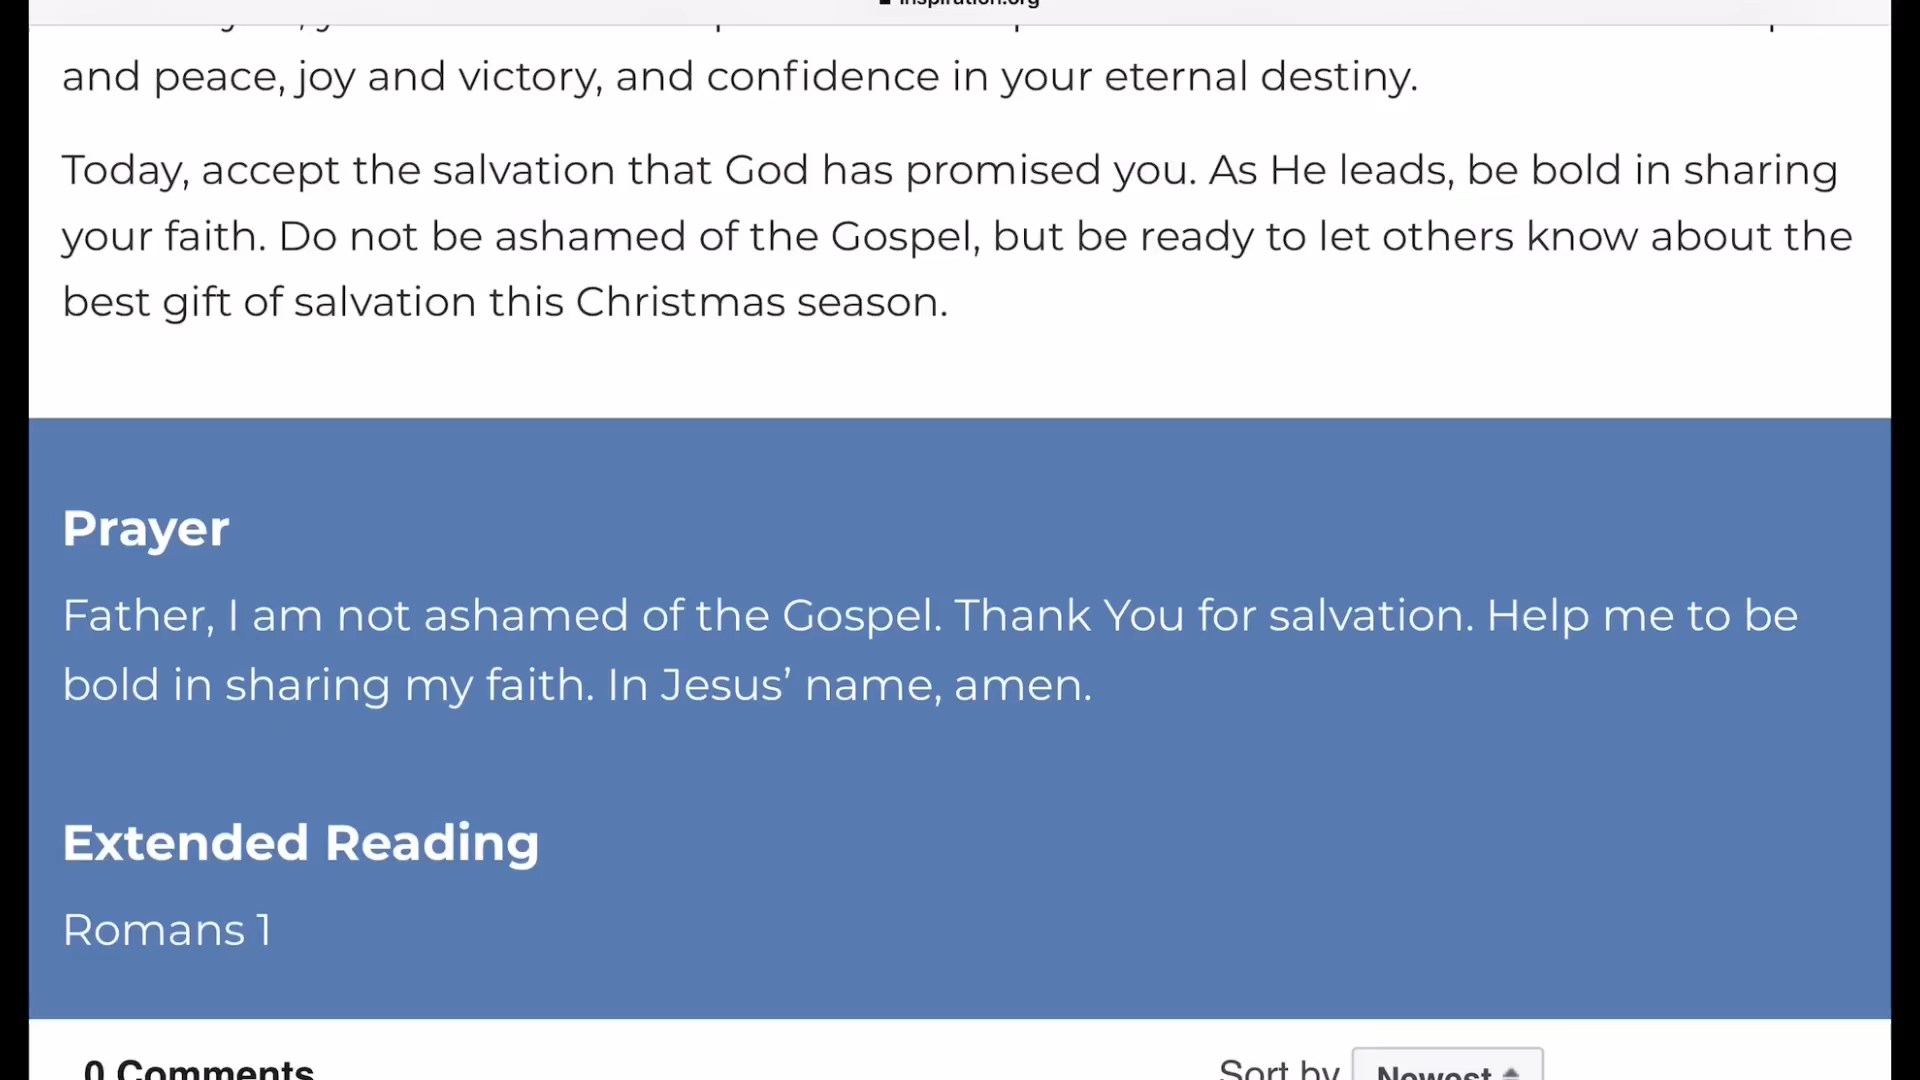 inspiration.org
and peace, joy and victory, and confidence in your eternal destiny.
Today, accept the salvation that God has promised you. As He leads, be bold in sharing
your faith. Do not be ashamed of the Gospel, but be ready to let others know about the
best gift of salvation this Christmas season.
Prayer
Father, I am not ashamed of the Gospel. Thank You for salvation. Help me to be
bold in sharing my faith. In Jesus’ name, amen.
Extended Reading
Romans 1
0 Comments
Sort by Newest